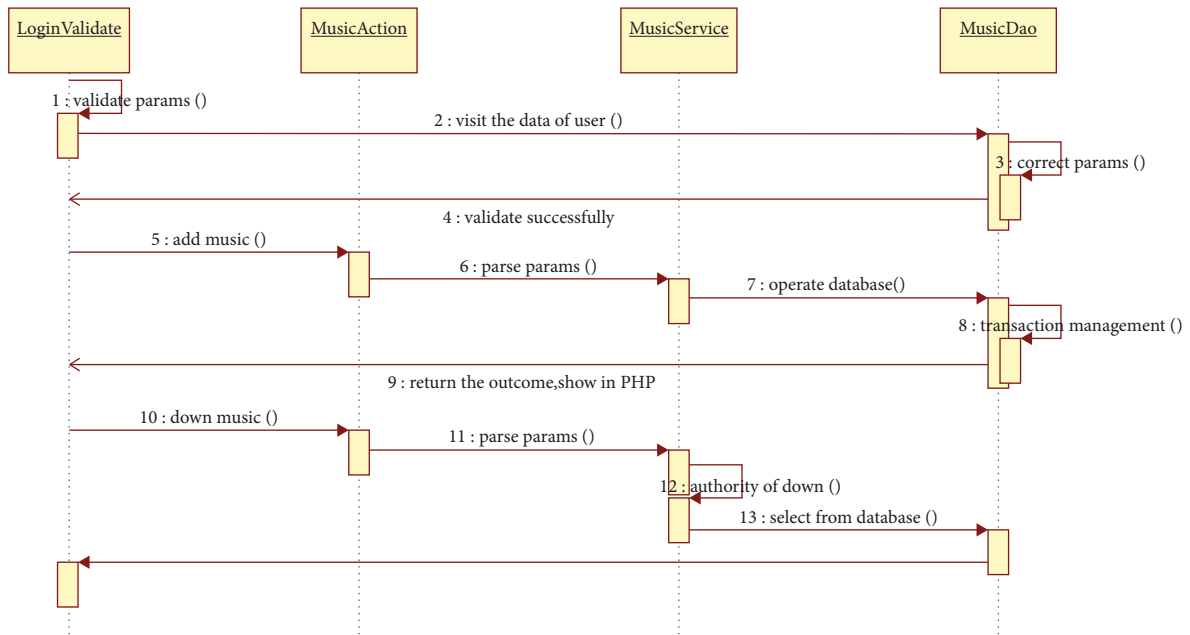 LoginValidate
MusicAction
MusicService
MusicDao
1 : validate params ()
2 : visit the data of user ()
3 : correct params ()
4 : validate successfully
5 : add music ()
6 : parse params ()
7 : operate database()
8 : transaction management ()
9 : return the outcome,show in PHP
10 : down music ()
11 : parse params ()
12 : authority of down ()
13 : select from database ()